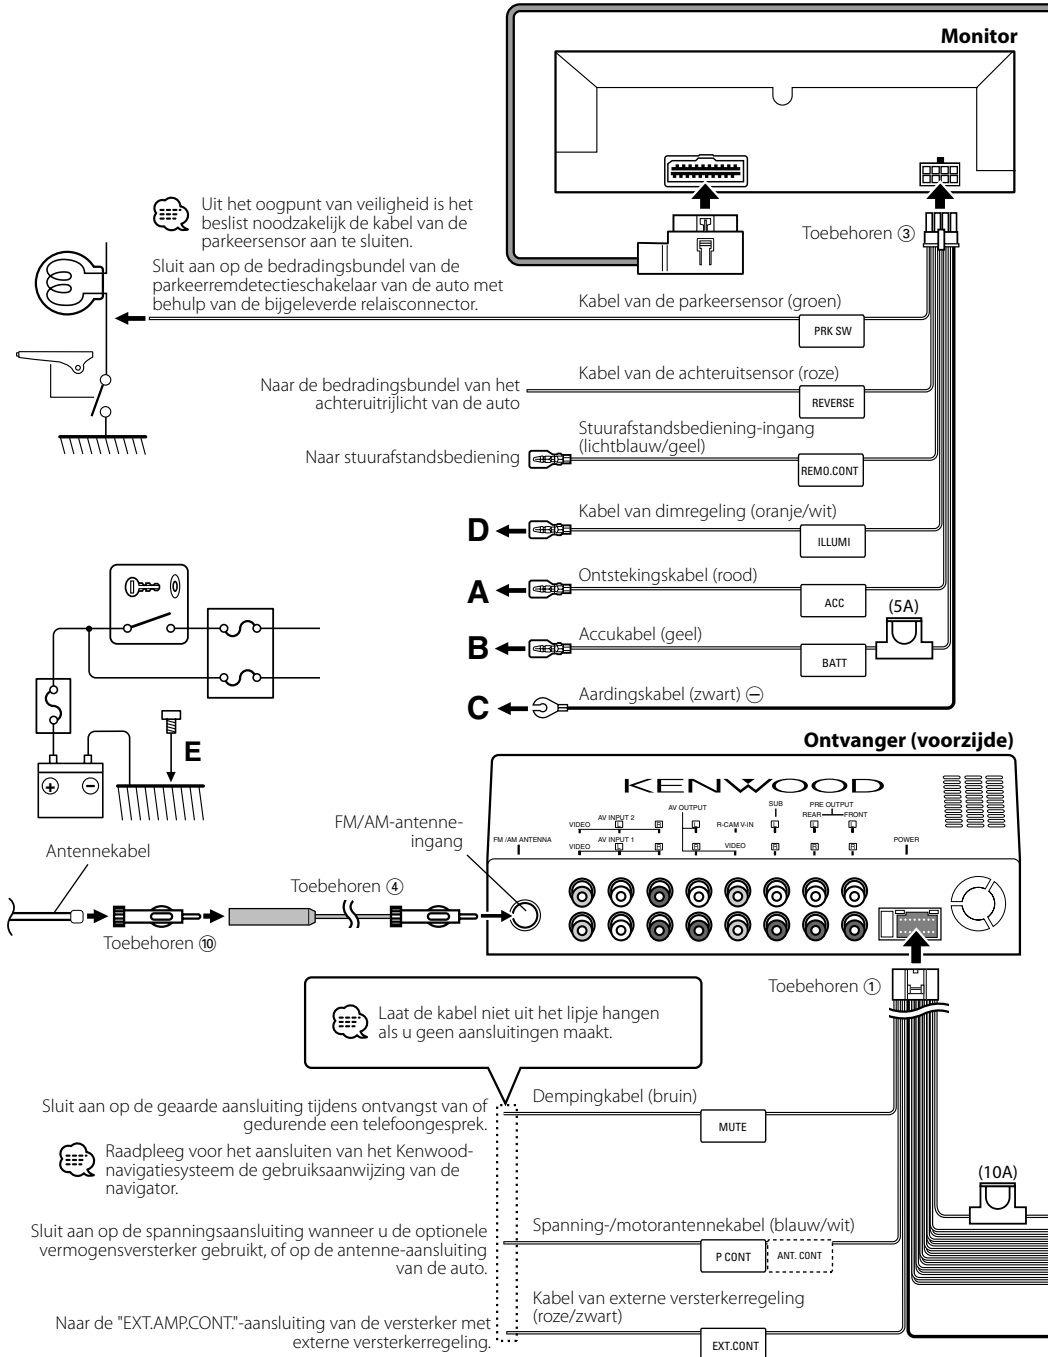 Monitor
Uit het oogpunt van veiligheid is het
beslist noodzakelijk de kabel van de
parkeersensor aan te sluiten.
Toebehoren ③
Sluit aan op de bedradingsbundel van de
parkeerremdetectieschakelaar van de auto met
behulp van de bijgeleverde relaisconnector.
Kabel van de parkeersensor (groen)
PRK SW
Naar de bedradingsbundel van het
achteruitrijlicht van de auto
Kabel van de achteruitsensor (roze)
REVERSE
Stuurafstandsbediening-ingang
(lichtblauw/geel)
Naar stuurafstandsbediening
REMO.CONT
Kabel van dimregeling (oranje/wit)
D
ILLUMI
Ontstekingskabel (rood)
A
ACC
(5A)
Accukabel (geel)
B
BATT
Aardingskabel (zwart) ⊖
C
E
+
−
Ontvanger (voorzijde)
KENWOOD
FM /AM ANTENNA
VIDEO
AV INPUT 2
L
R
VIDEO
AV INPUT 1
L
R
AV OUTPUT
L
R
R-CAM V-IN
VIDEO
SUB
L
R
PRE OUTPUT
REAR
FRONT
L
L
R
R
POWER
FM/AM-antenne-
ingang
Antennekabel
Toebehoren ④
Toebehoren ⑩
Toebehoren ①
Laat de kabel niet uit het lipje hangen
als u geen aansluitingen maakt.
Sluit aan op de geaarde aansluiting tijdens ontvangst van of
gedurende een telefoongesprek.
Dempingkabel (bruin)
MUTE
Raadpleeg voor het aansluiten van het Kenwood-
navigatiesysteem de gebruiksaanwijzing van de
navigator.
(10A)
Sluit aan op de spanningsaansluiting wanneer u de optionele
vermogensversterker gebruikt, of op de antenne-aansluiting
van de auto.
Spanning-/motorantennekabel (blauw/wit)
P CONT
ANT. CONT
Kabel van externe versterkerregeling
(roze/zwart)
Naar de "EXT.AMP.CONT."-aansluiting van de versterker met
externe versterkerregeling.
EXT.CONT